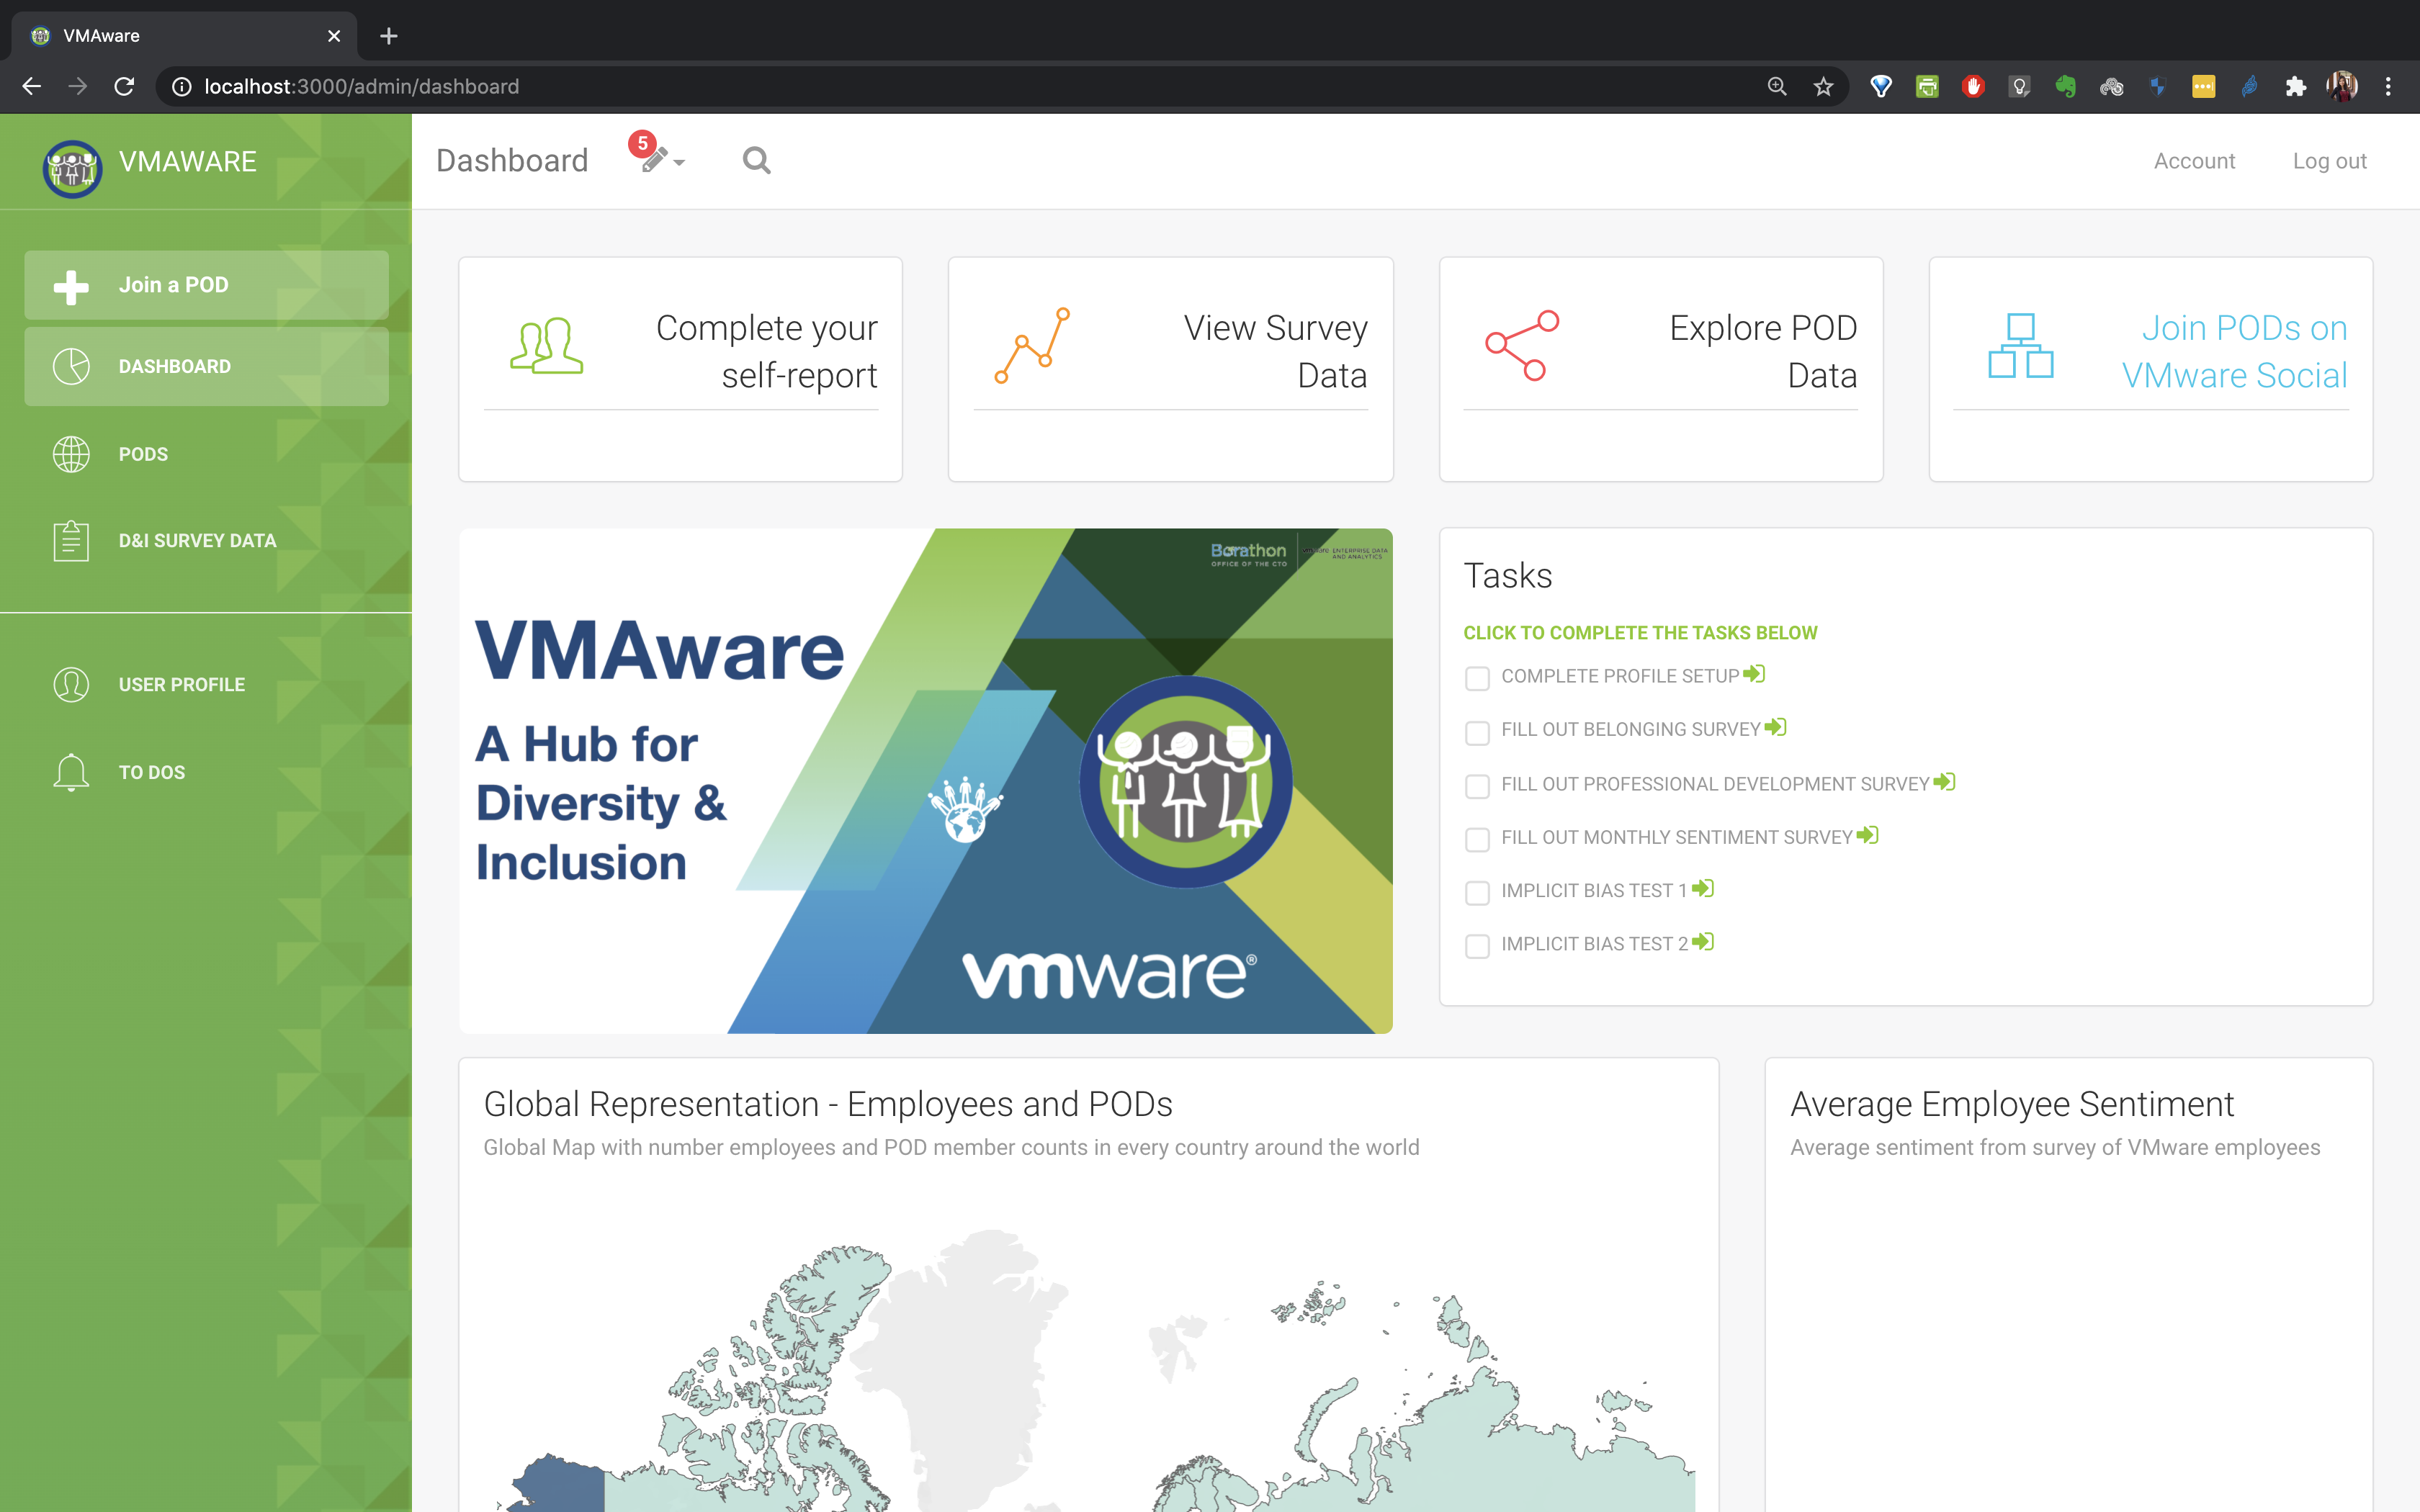 VMAware
localhost:3000/admin/dashboard
VMAWARE
Join a POD
DASHBOARD
PODS
D&I SURVEY DATA
USER PROFILE
TO DOS
Dashboard
5
Account
Log out
Complete your
self-report
View Survey
Data
Explore POD
Data
Join PODs on
VMware Social
Borathon
OFFICE OF THE CTO
ENTERPRISE DATA
AND ANALYTICS
VMAware
A Hub for
Diversity &
Inclusion
vmware®
Tasks
CLICK TO COMPLETE THE TASKS BELOW
COMPLETE PROFILE SETUP
FILL OUT BELONGING SURVEY
FILL OUT PROFESSIONAL DEVELOPMENT SURVEY
FILL OUT MONTHLY SENTIMENT SURVEY
IMPLICIT BIAS TEST 1
IMPLICIT BIAS TEST 2
Global Representation - Employees and PODs
Global Map with number employees and POD member counts in every country around the world
Average Employee Sentiment
Average sentiment from survey of VMware employees